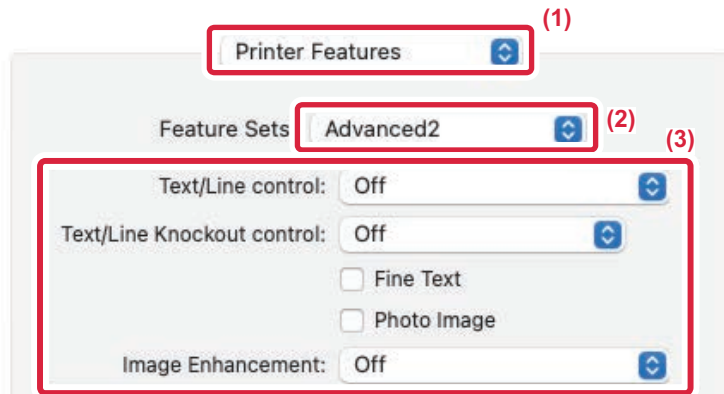 (1)
Printer Features
Feature Sets Advanced2 (2)
(3)
Text/Line control: Off
Text/Line Knockout control: Off
Fine Text
Photo Image
Image Enhancement: Off